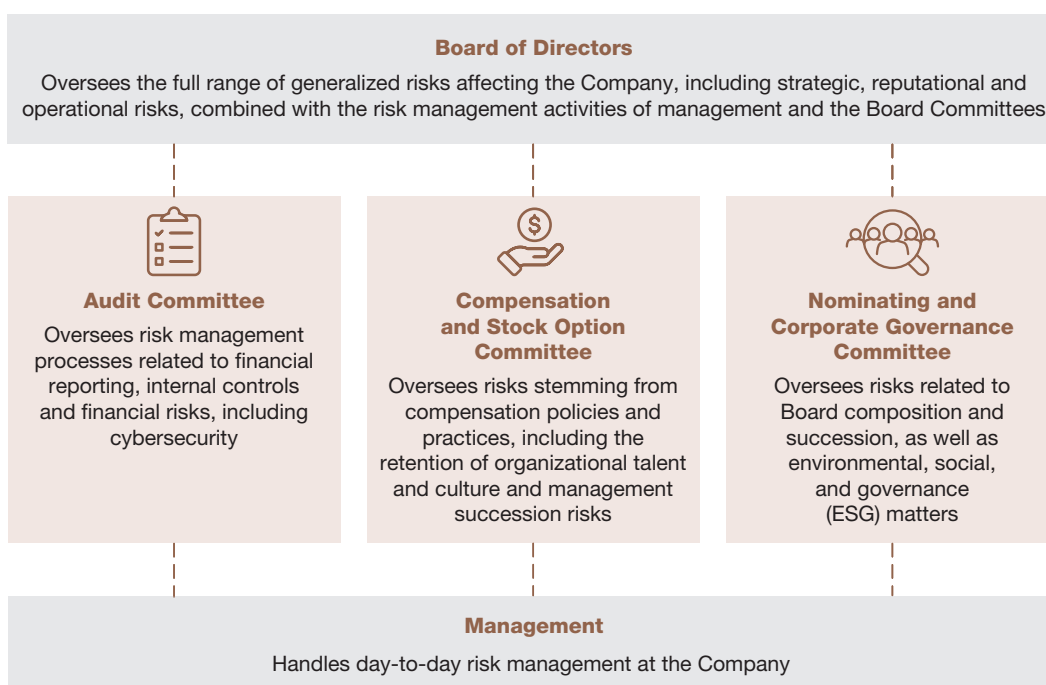 Board of Directors
Oversees the full range of generalized risks affecting the Company, including strategic, reputational and
operational risks, combined with the risk management activities of management and the Board Committees
$
Audit Committee
Oversees risk management
processes related to financial
reporting, internal controls
and financial risks, including
cybersecurity
Compensation
and Stock Option
Committee
Oversees risks stemming from
compensation policies and
practices, including the
retention of organizational talent
and culture and management
succession risks
Nominating and
Corporate Governance
Committee
Oversees risks related to
Board composition and
succession, as well as
environmental, social,
and governance
(ESG) matters
Management
Handles day-to-day risk management at the Company